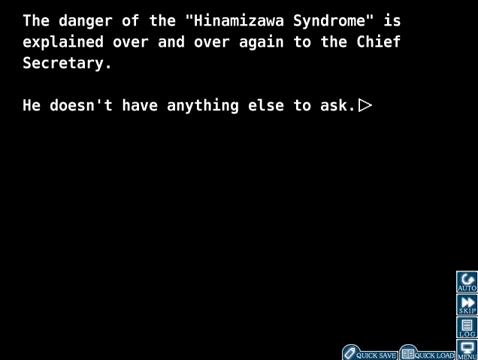 The danger of the "Hinamizawa Syndrome" is
explained over and over again to the Chief
Secretary.
He doesn't have anything else to ask.
AUTO
SKIP
LOG
MENU
QUICK SAVE
QUICK LOAD